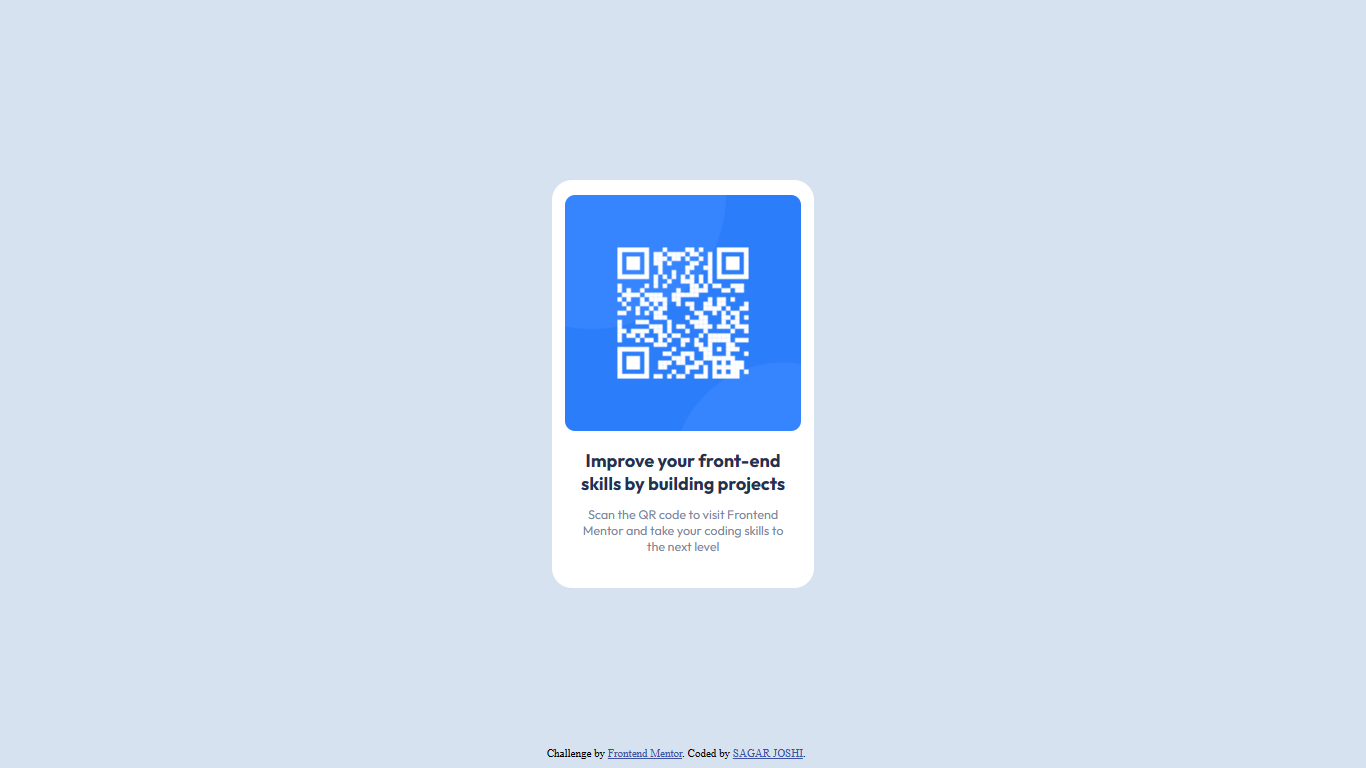 Improve your front-end
skills by building projects
Scan the QR code to visit Frontend
Mentor and take your coding skills to
the next level
Challenge by Frontend Mentor. Coded by SAGAR JOSHI.